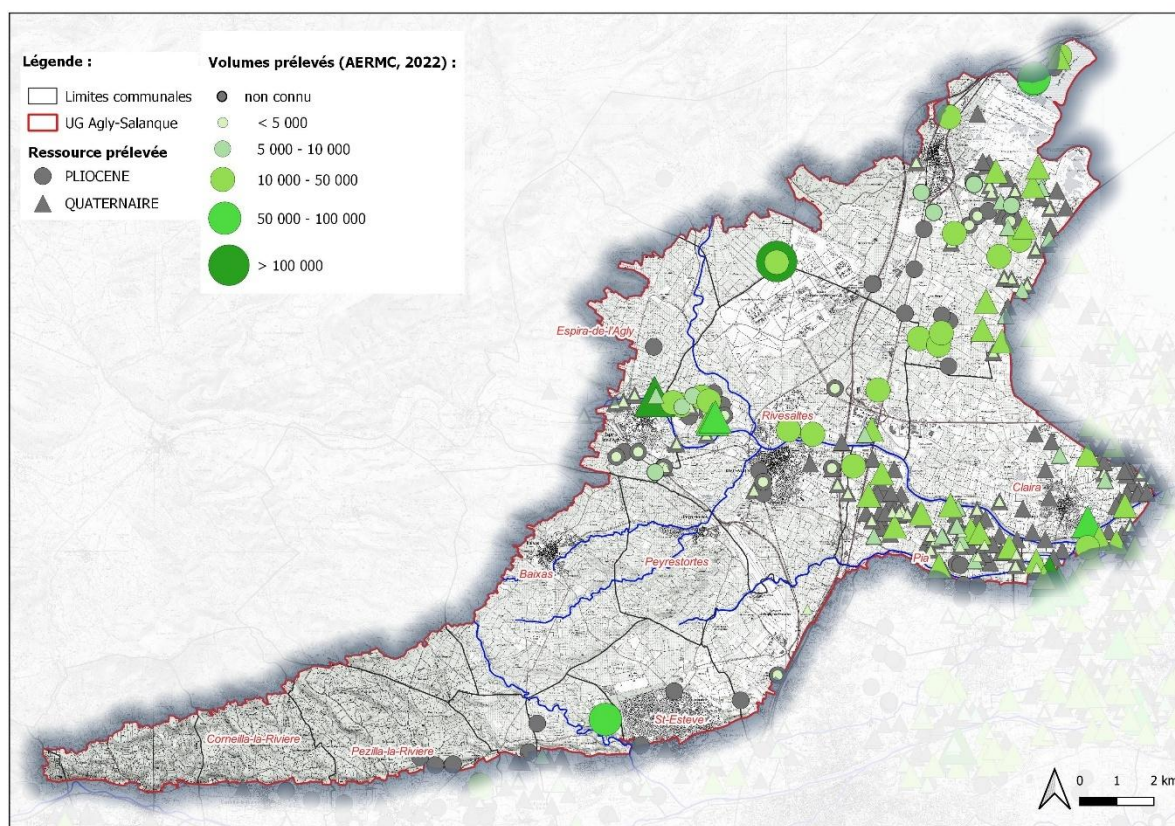 Légende :
Limites communales
UG Agly-Salanque
Ressource prélevée
PLIOCENE
QUATERNAIRE
Volumes prélevés (AERMC, 2022) :
non connu
< 5 000
5 000 - 10 000
10 000 - 50 000
50 000 - 100 000
> 100 000
Espira-de-l'Agly
Rivesaltes
Claira
Pia
Baixas
Peyrestortes
St-Esteve
Corneilla-la-Riviere
Pezilla-la-Riviere
0 1 2 km